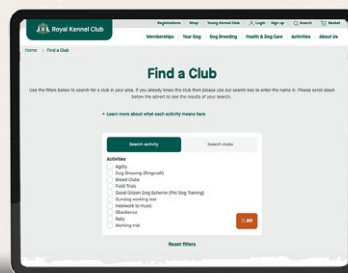 Registrations Shop Young Kennel Club Login Sign up Search Basket
Royal Kennel Club
Memberships Your Dog Dog Breeding Health & Dog Care Activities About Us
Home Find a Club
Find a Club
Use the filters below to search for a club in your area. If you already know the club then please use our search box to enter the name in. Please scroll down
below the advert to see the results of your search.
Learn more about what each activity means here
Search activity Search clubs
Activities
Agility
Dog Showing (Ringcraft)
Breed Clubs
Field Trials
Good Citizen Dog Scheme (Pet Dog Training)
Gundog working test
Heelwork to music
Obedience
Rally
Working trial
Reset filters